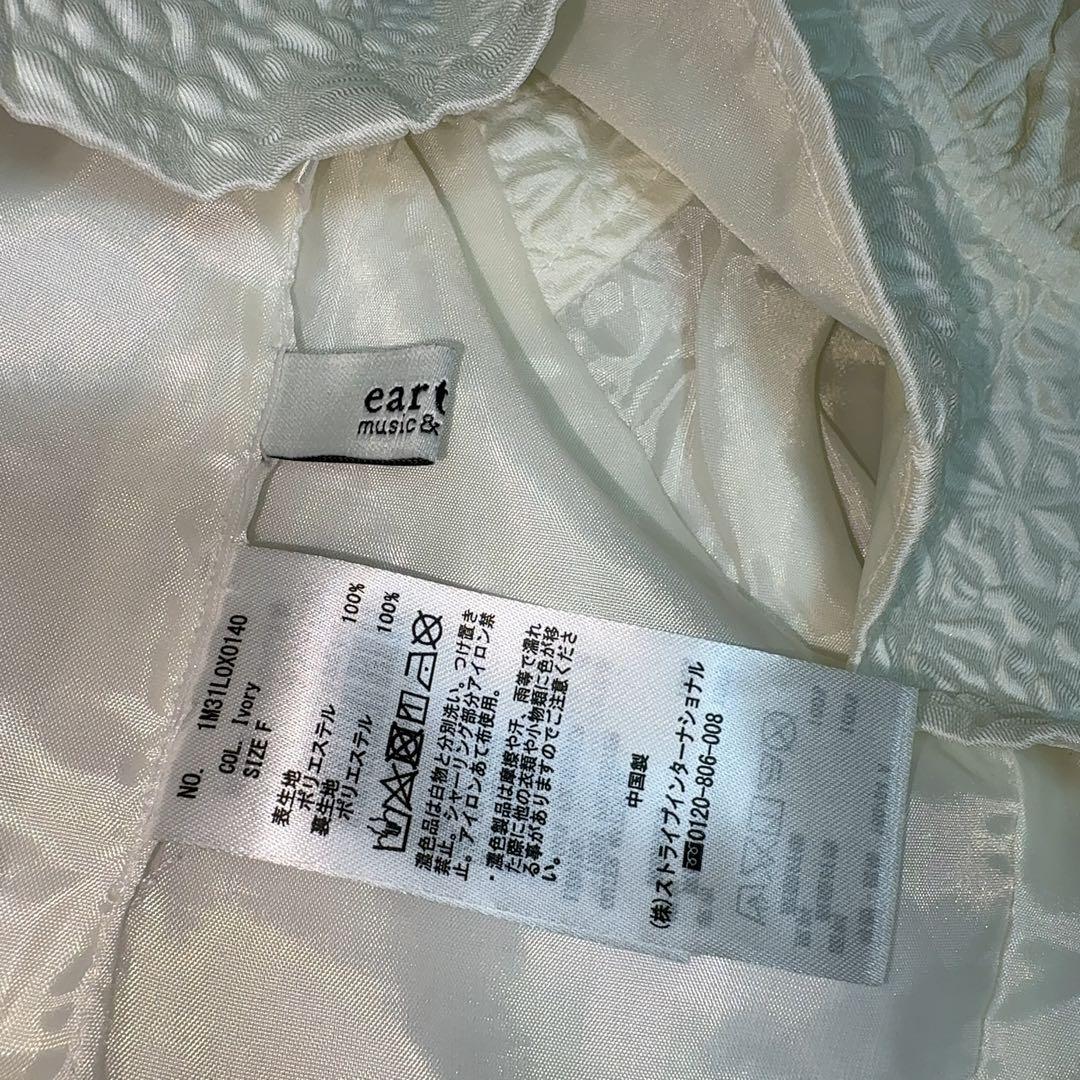 ear
music&
NO. 1M31L0X0140
COL. Ivory
SIZE F
表生地
ポリエステル 100%
裏生地
ポリエステル 100%
濃色品は白物と分別洗い。つけ置き
禁止。シャーリング部分アイロン禁
止。アイロンあて布使用。
・濃色製品は摩擦や汗、雨等で濡れ
た際に他の衣類や小物類に色が移
る事がありますのでご注意くださ
い。
中国製
(株)ストライプインターナショナル
0120-806-008